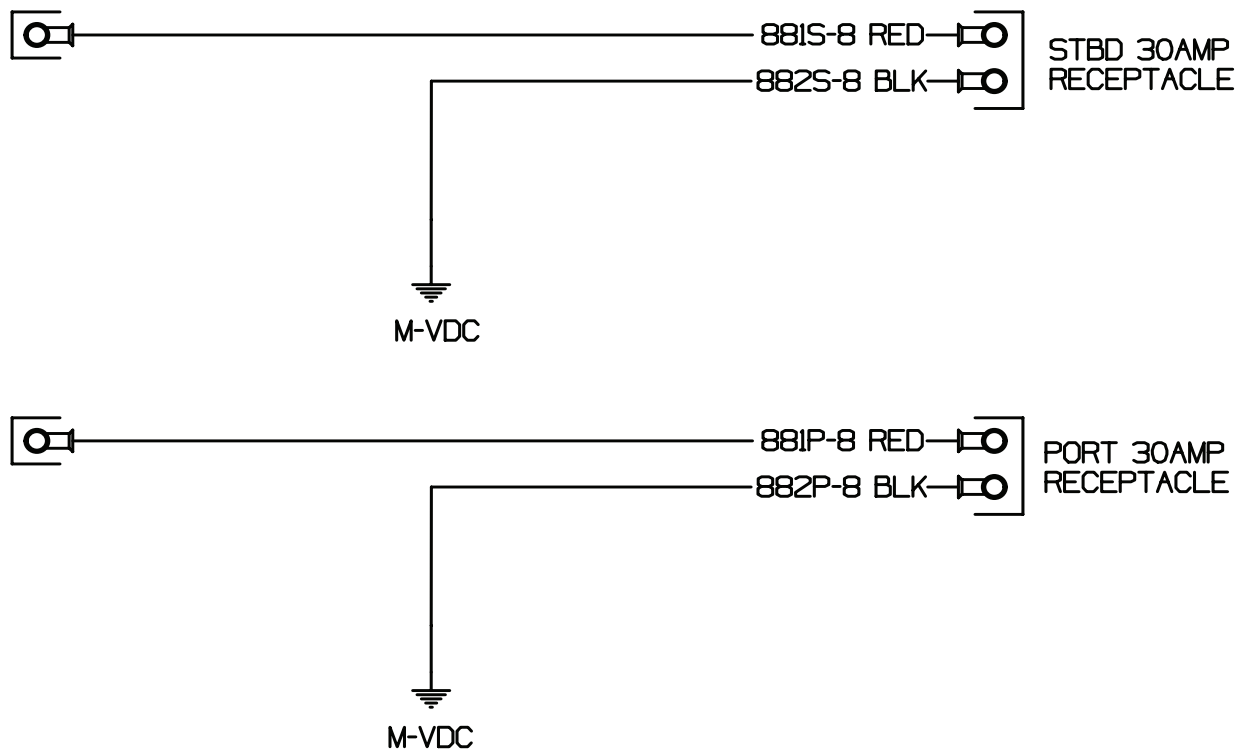 881S-8 RED
882S-8 BLK
STBD 30AMP
RECEPTACLE
M-VDC
881P-8 RED
882P-8 BLK
PORT 30AMP
RECEPTACLE
M-VDC